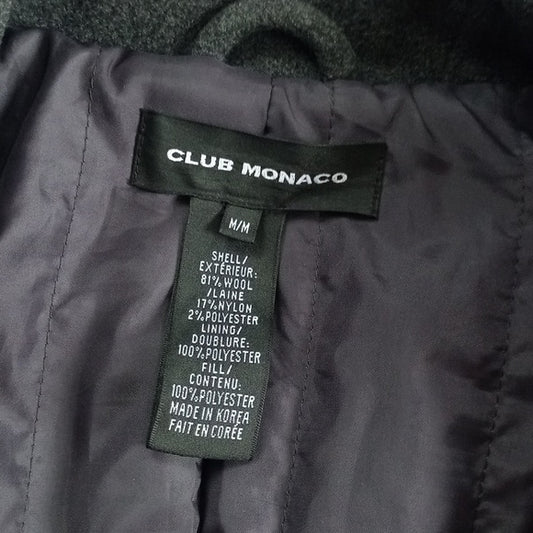 CLUB MONACO
M/M
SHELL/
EXTÉRIEUR:
81% WOOL
/LAINE
17%NYLON
2%POLYESTER
LINING/
DOUBLURE:
100%POLYESTER
FILL/
CONTENU:
100%POLYESTER
MADE IN KOREA
FAIT EN CORÉE